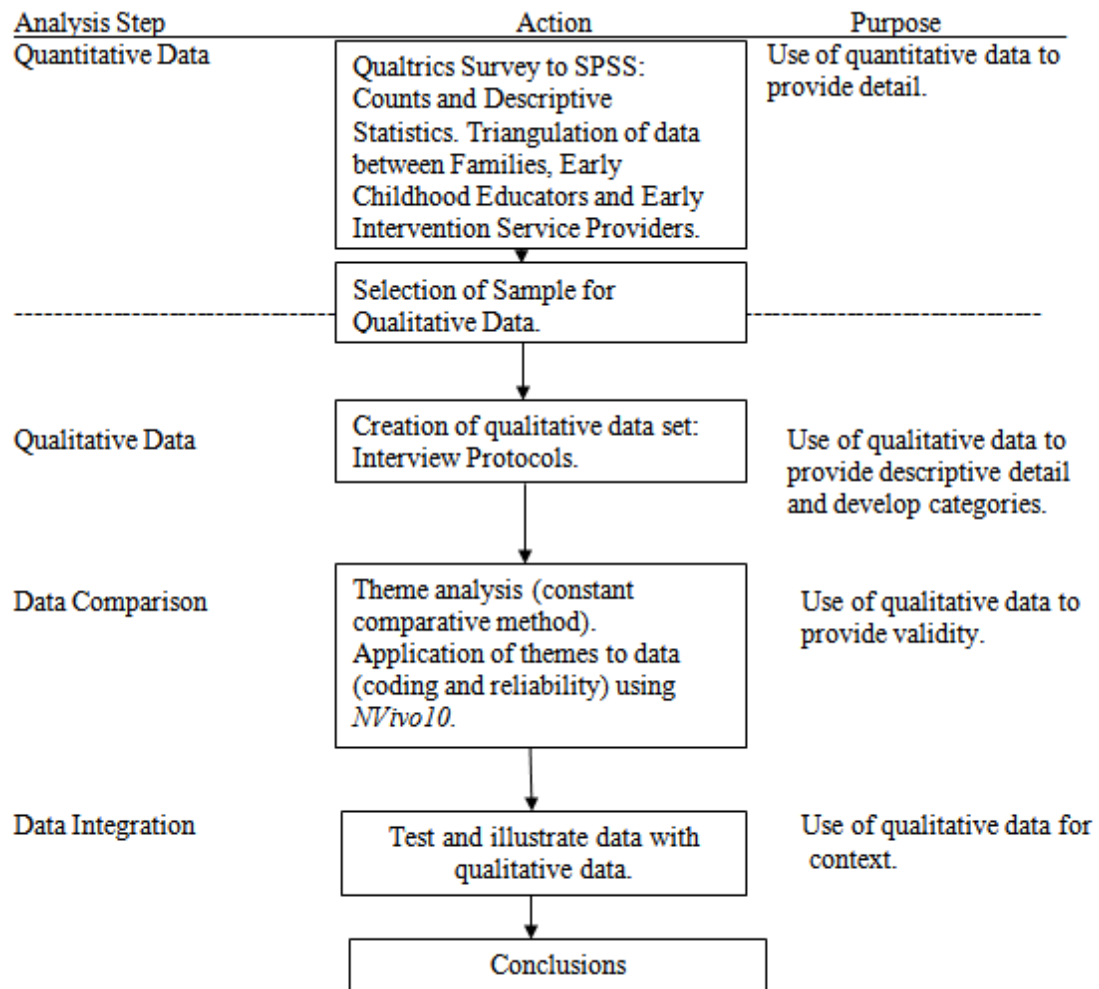 Analysis Step Action Purpose
Quantitative Data
Qualtrics Survey to SPSS:
Counts and Descriptive
Statistics. Triangulation of data
between Families, Early
Childhood Educators and Early
Intervention Service Providers.
Use of quantitative data to
provide detail.
Selection of Sample for
Qualitative Data.
Qualitative Data
Creation of qualitative data set:
Interview Protocols.
Use of qualitative data to
provide descriptive detail
and develop categories.
Data Comparison
Theme analysis (constant
comparative method).
Application of themes to data
(coding and reliability) using
NVivo10.
Use of qualitative data to
provide validity.
Data Integration
Test and illustrate data with
qualitative data.
Use of qualitative data for
context.
Conclusions